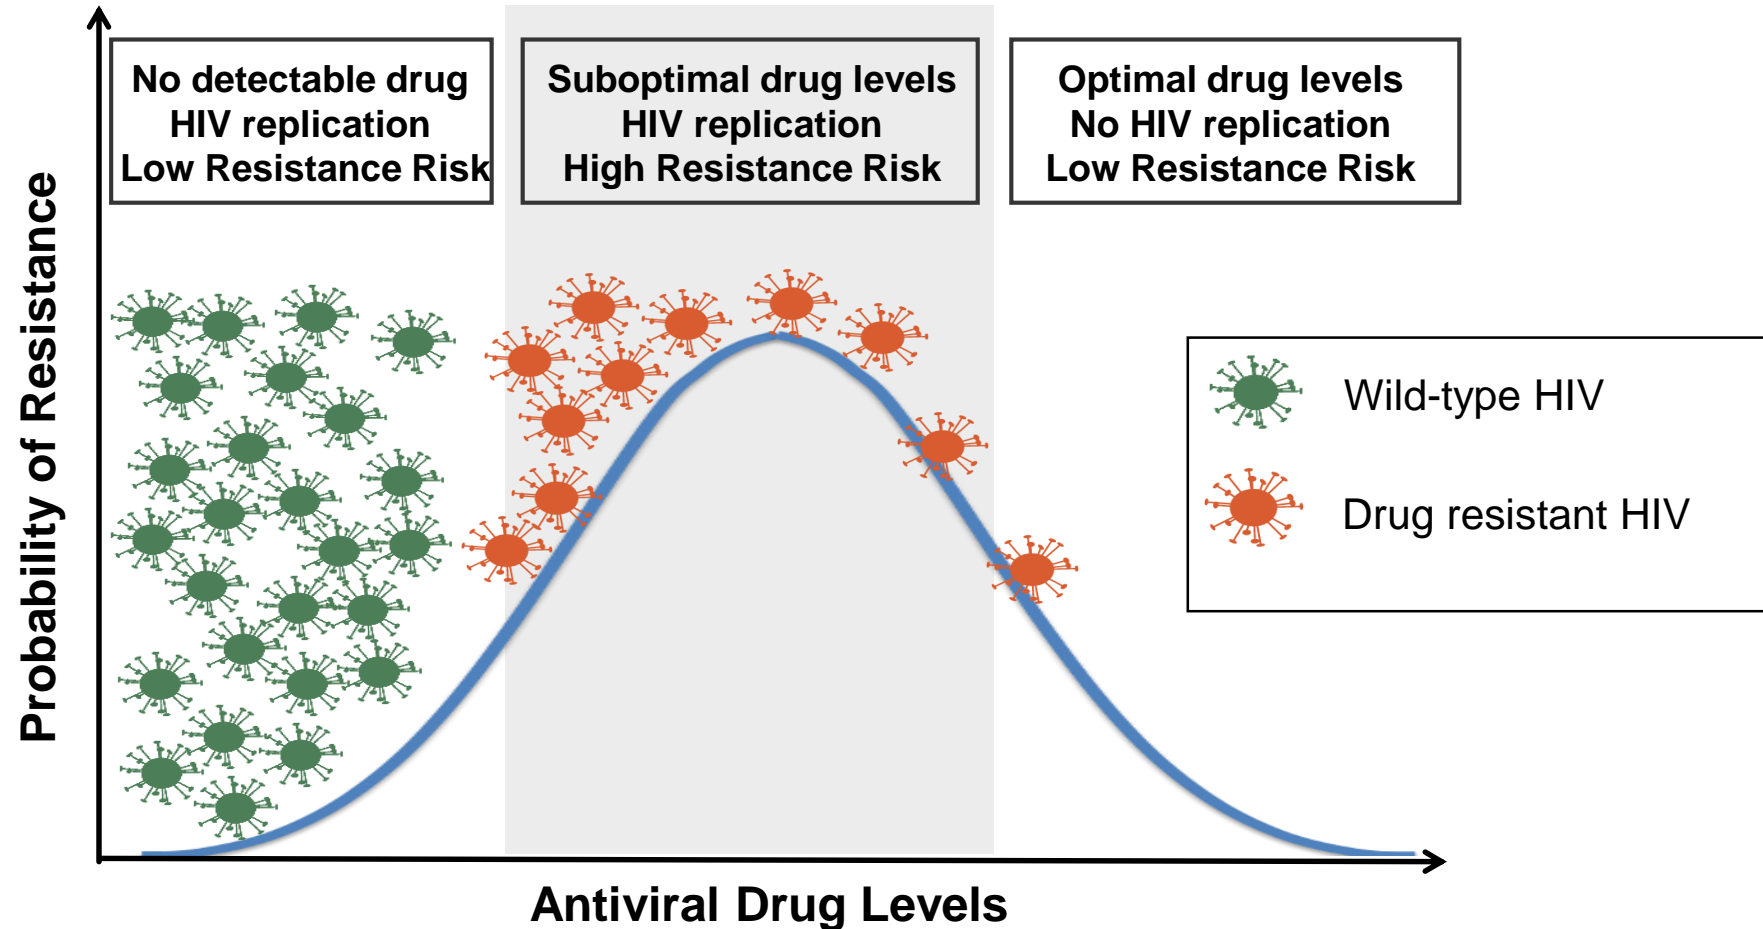 No detectable drug
HIV replication
Low Resistance Risk
Suboptimal drug levels
HIV replication
High Resistance Risk
Optimal drug levels
No HIV replication
Low Resistance Risk
Probability of Resistance
Wild-type HIV
Drug resistant HIV
Antiviral Drug Levels